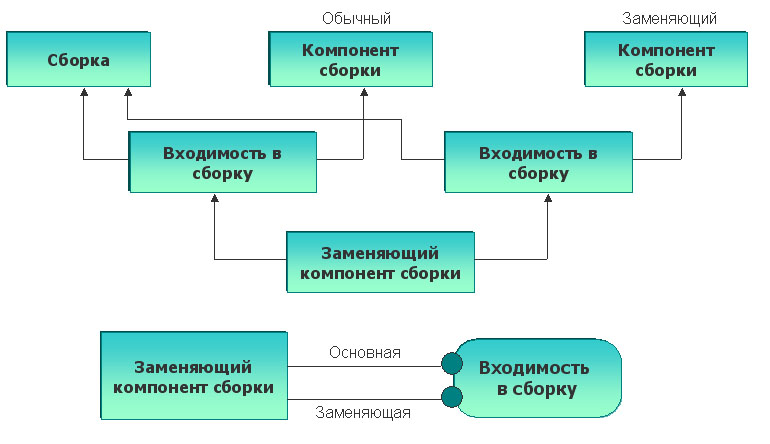 Обычный
Заменяющий
Сборка
Компонент
сборки
Компонент
сборки
Входимость в
сборку
Входимость в
сборку
Заменяющий
компонент сборки
Основная
Заменяющий
компонент сборки
Входимость
в сборку
Заменяющая